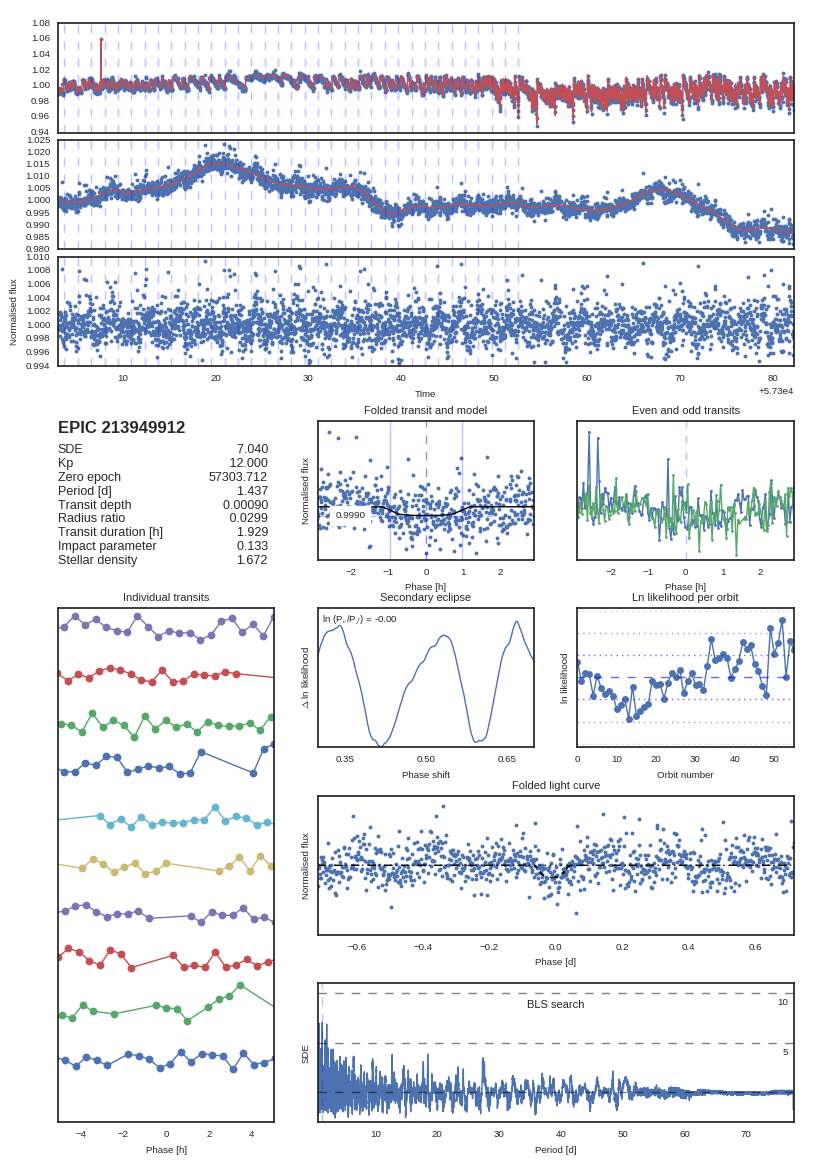 1.08
1.06
1.04
1.02
1.00
0.98
0.96
0.94
1.025
1.020
1.015
1.010
1.005
1.000
0.995
0.990
0.985
0.980
1.010
1.008
1.006
1.004
1.002
1.000
0.998
0.996
0.994
Normalised flux
10 20 30 40 50 60 70 80
Time
+5.73e4
EPIC 213949912
SDE 7.040
Kp 12.000
Zero epoch 57303.712
Period [d] 1.437
Transit depth 0.00090
Radius ratio 0.0299
Transit duration [h] 1.929
Impact parameter 0.133
Stellar density 1.672
Folded transit and model
Normalised flux
0.9990
−2 −1 0 1 2
Phase [h]
Even and odd transits
−2 −1 0 1 2
Phase [h]
Individual transits
−4 −2 0 2 4
Phase [h]
Secondary eclipse
ln (Pₑ/P𝑓) = -0.00
Δ ln likelihood
0.35 0.50 0.65
Phase shift
Ln likelihood per orbit
ln likelihood
0 10 20 30 40 50
Orbit number
Folded light curve
Normalised flux
−0.6 −0.4 −0.2 0.0 0.2 0.4 0.6
Phase [d]
BLS search
10
5
SDE
10 20 30 40 50 60 70
Period [d]